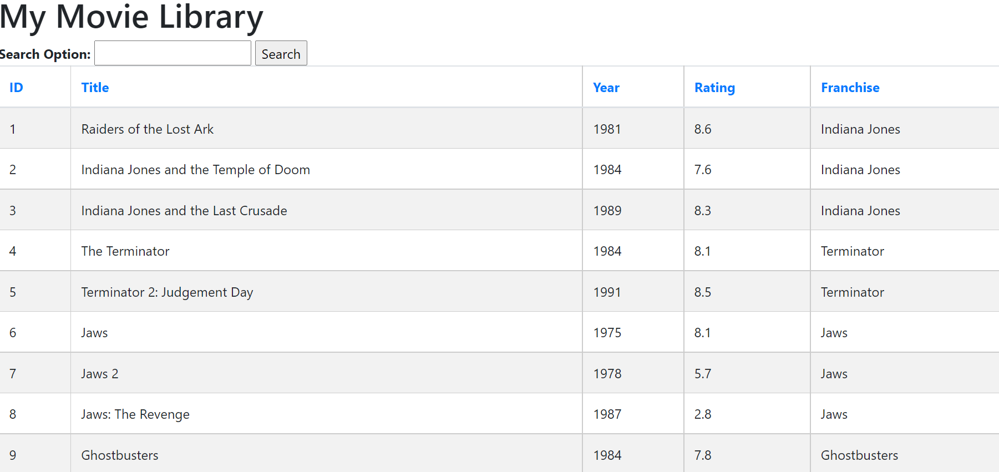 My Movie Library
Search Option: Search
ID Title Year Rating Franchise
1 Raiders of the Lost Ark 1981 8.6 Indiana Jones
2 Indiana Jones and the Temple of Doom 1984 7.6 Indiana Jones
3 Indiana Jones and the Last Crusade 1989 8.3 Indiana Jones
4 The Terminator 1984 8.1 Terminator
5 Terminator 2: Judgement Day 1991 8.5 Terminator
6 Jaws 1975 8.1 Jaws
7 Jaws 2 1978 5.7 Jaws
8 Jaws: The Revenge 1987 2.8 Jaws
9 Ghostbusters 1984 7.8 Ghostbusters